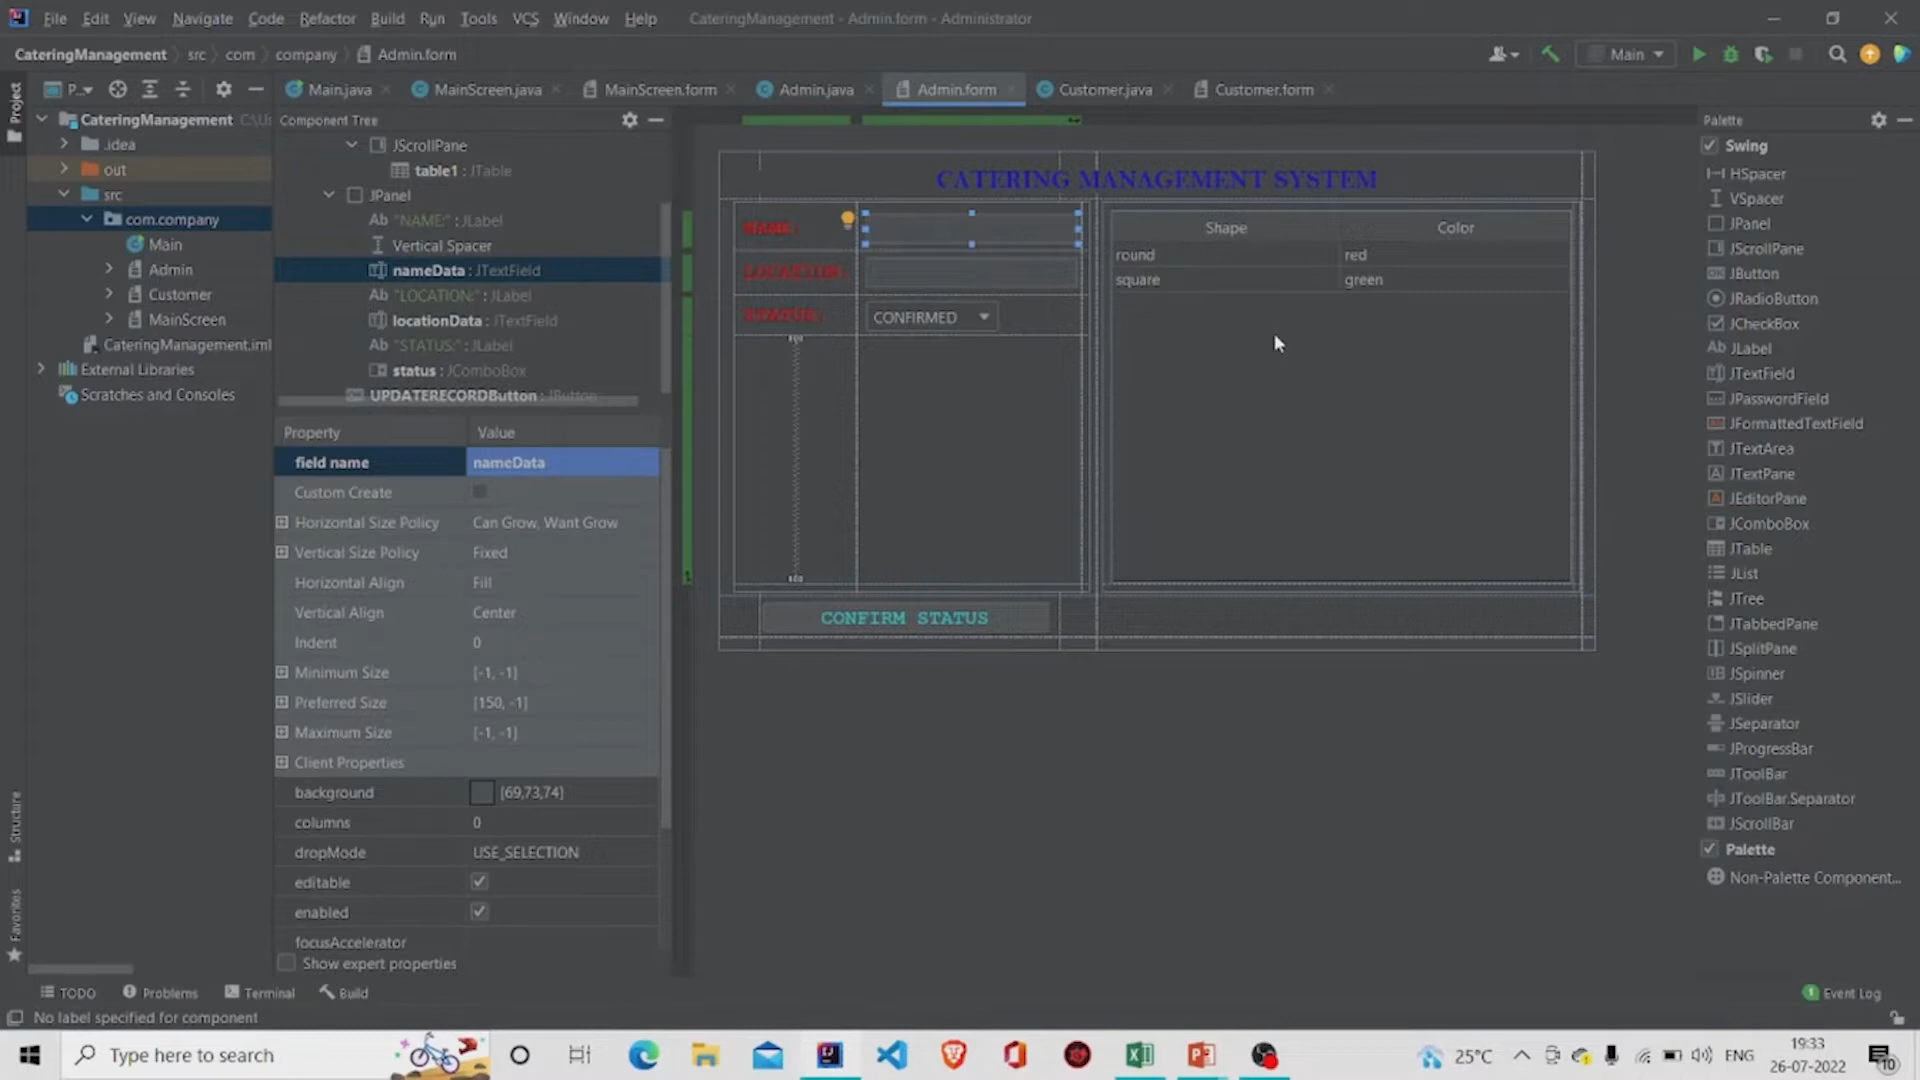 File Edit View Navigate Code Refactor Build Run Tools VCS Window Help CateringManagement - Admin.form - Administrator
CateringManagement src com company Admin.form Main
Project P... Main.java MainScreen.java MainScreen.form Admin.java Admin.form Customer.java Customer.form
CateringManagement C:\Us
.idea
out
src
com.company
Main
Admin
Customer
MainScreen
CateringManagement.iml
External Libraries
Scratches and Consoles
Structure
Favorites
Component Tree
JScrollPane
table1 : JTable
JPanel
"NAME:" : JLabel
Vertical Spacer
nameData : JTextField
"LOCATION:" : JLabel
locationData : JTextField
"STATUS:" : JLabel
status : JComboBox
UPDATERECORDButton : JButton
Property Value
field name nameData
Custom Create
Horizontal Size Policy Can Grow, Want Grow
Vertical Size Policy Fixed
Horizontal Align Fill
Vertical Align Center
Indent 0
Minimum Size [-1, -1]
Preferred Size [150, -1]
Maximum Size [-1, -1]
Client Properties
background [69,73,74]
columns 0
dropMode USE_SELECTION
editable
enabled
focusAccelerator
Show expert properties
CATERING MANAGEMENT SYSTEM
NAME:
LOCATION:
STATUS:
CONFIRMED
Shape Color
round red
square green
CONFIRM STATUS
Palette
Swing
HSpacer
VSpacer
JPanel
JScrollPane
JButton
JRadioButton
JCheckBox
JLabel
JTextField
JPasswordField
JFormattedTextField
JTextArea
JTextPane
JEditorPane
JComboBox
JTable
JList
JTree
JTabbedPane
JSplitPane
JSpinner
JSlider
JSeparator
JProgressBar
JToolBar
JToolBar.Separator
JScrollBar
Palette
Non-Palette Component...
TODO Problems Terminal Build 1 Event Log
No label specified for component
Type here to search 25°C ENG 19:33
26-07-2022 10